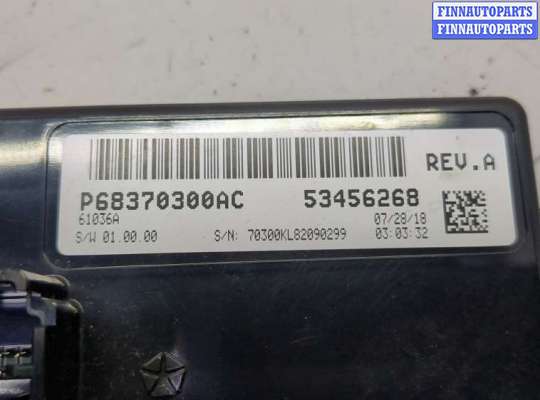 FINNAUTOPARTS
FINNAUTOPARTS
REV.A
P68370300AC 53456268
61036A 07/28/18
S/W 01.00.00 S/N: 70300KL82090299 03:03:32